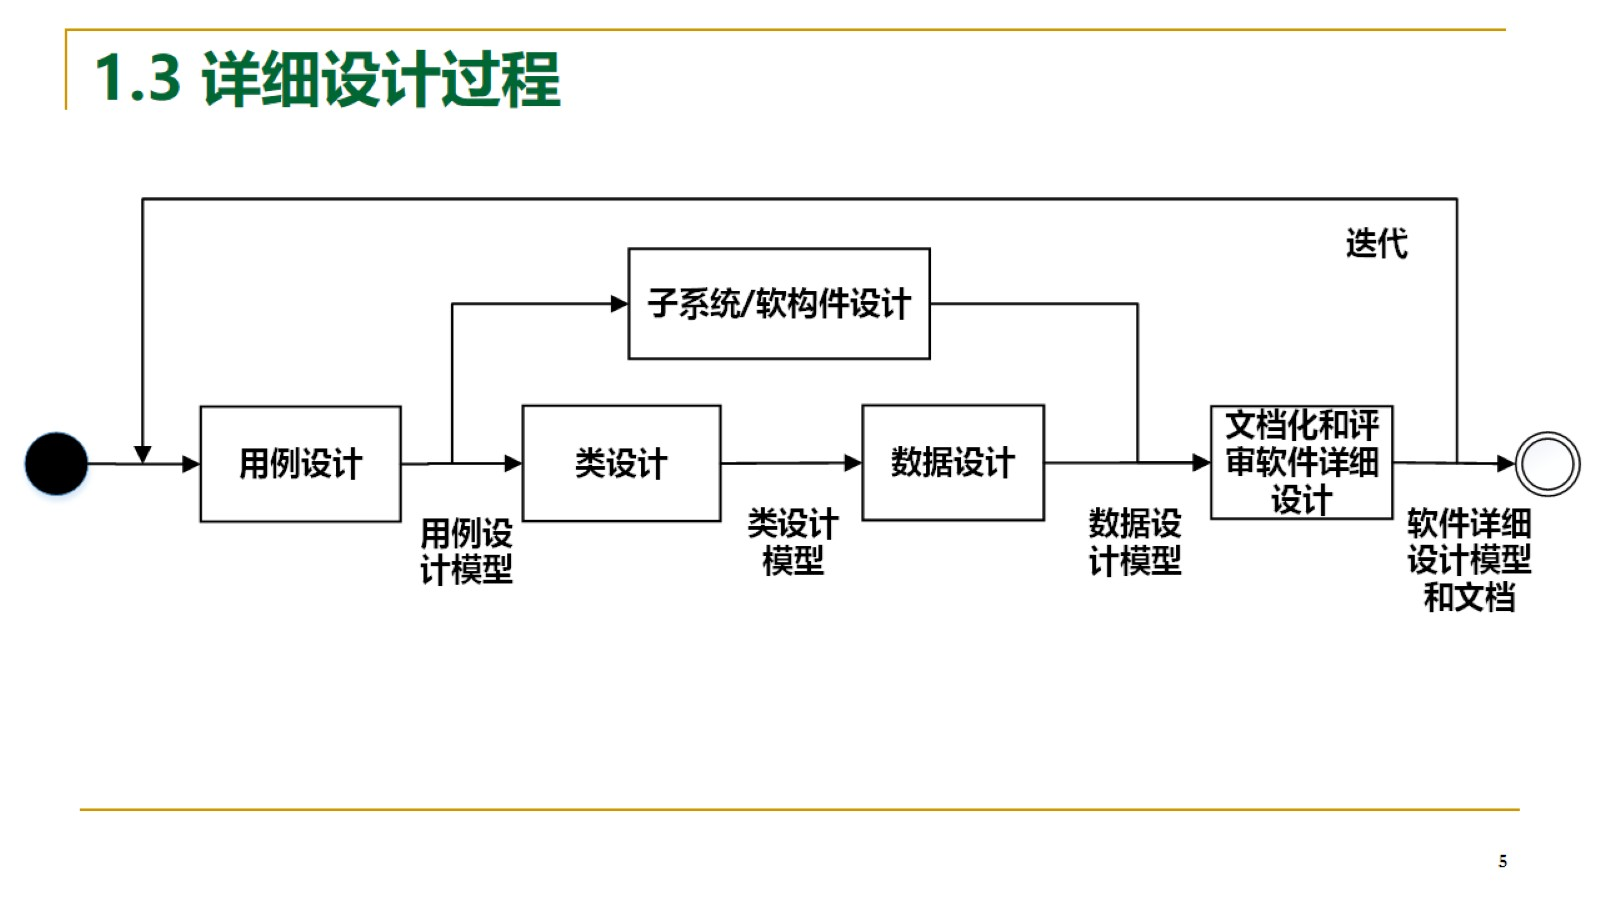 1.3 详细设计过程
迭代
子系统/软构件设计
用例设计
类设计
数据设计
文档化和评
审软件详细
设计
用例设
计模型
类设计
模型
数据设
计模型
软件详细
设计模型
和文档
5